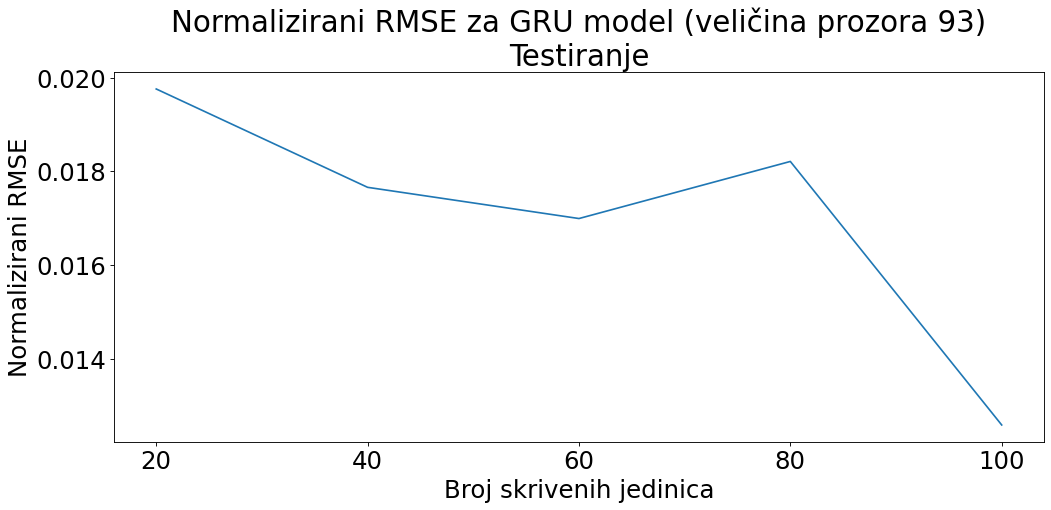 Normalizirani RMSE za GRU model (veličina prozora 93)
Testiranje
Normalizirani RMSE
0.020
0.018
0.016
0.014
20 40 60 80 100
Broj skrivenih jedinica